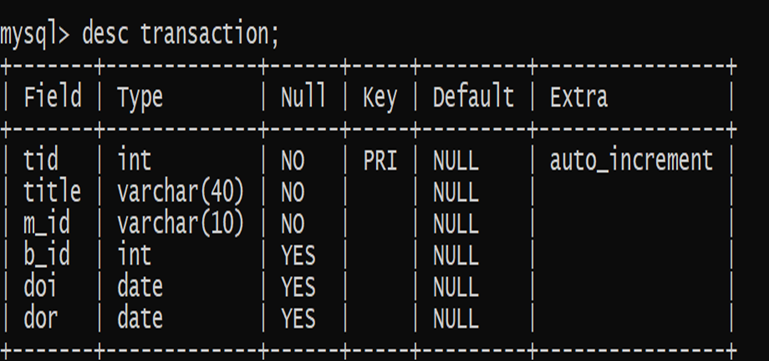 mysql> desc transaction;
+-------+-------------+------+-----+---------+----------------+
| Field | Type        | Null | Key | Default | Extra          |
+-------+-------------+------+-----+---------+----------------+
| tid   | int         | NO   | PRI | NULL    | auto_increment |
| title | varchar(40) | NO   |     | NULL    |                |
| m_id  | varchar(10) | NO   |     | NULL    |                |
| b_id  | int         | YES  |     | NULL    |                |
| doi   | date        | YES  |     | NULL    |                |
| dor   | date        | YES  |     | NULL    |                |
+-------+-------------+------+-----+---------+----------------+